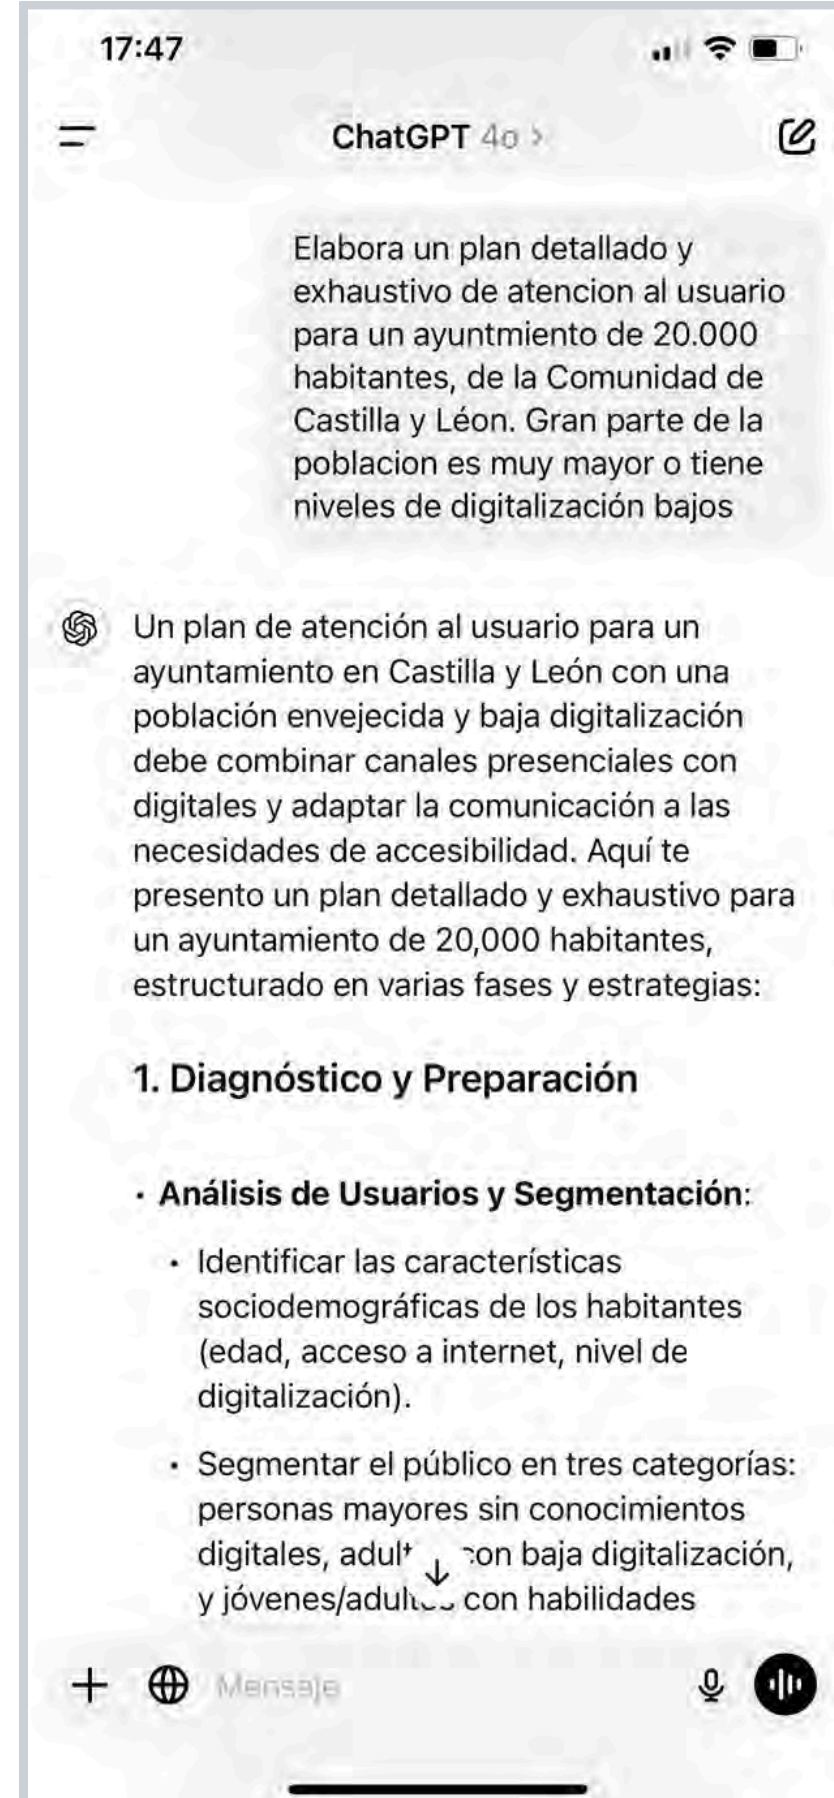 17:47
ChatGPT 4o >
Elabora un plan detallado y
exhaustivo de atencion al usuario
para un ayuntmiento de 20.000
habitantes, de la Comunidad de
Castilla y Léon. Gran parte de la
poblacion es muy mayor o tiene
niveles de digitalización bajos
Un plan de atención al usuario para un
ayuntamiento en Castilla y León con una
población envejecida y baja digitalización
debe combinar canales presenciales con
digitales y adaptar la comunicación a las
necesidades de accesibilidad. Aquí te
presento un plan detallado y exhaustivo para
un ayuntamiento de 20,000 habitantes,
estructurado en varias fases y estrategias:
1. Diagnóstico y Preparación
• Análisis de Usuarios y Segmentación:
• Identificar las características
sociodemográficas de los habitantes
(edad, acceso a internet, nivel de
digitalización).
• Segmentar el público en tres categorías:
personas mayores sin conocimientos
digitales, con baja digitalización,
y jóvenes/adultos con habilidades
Mensaje